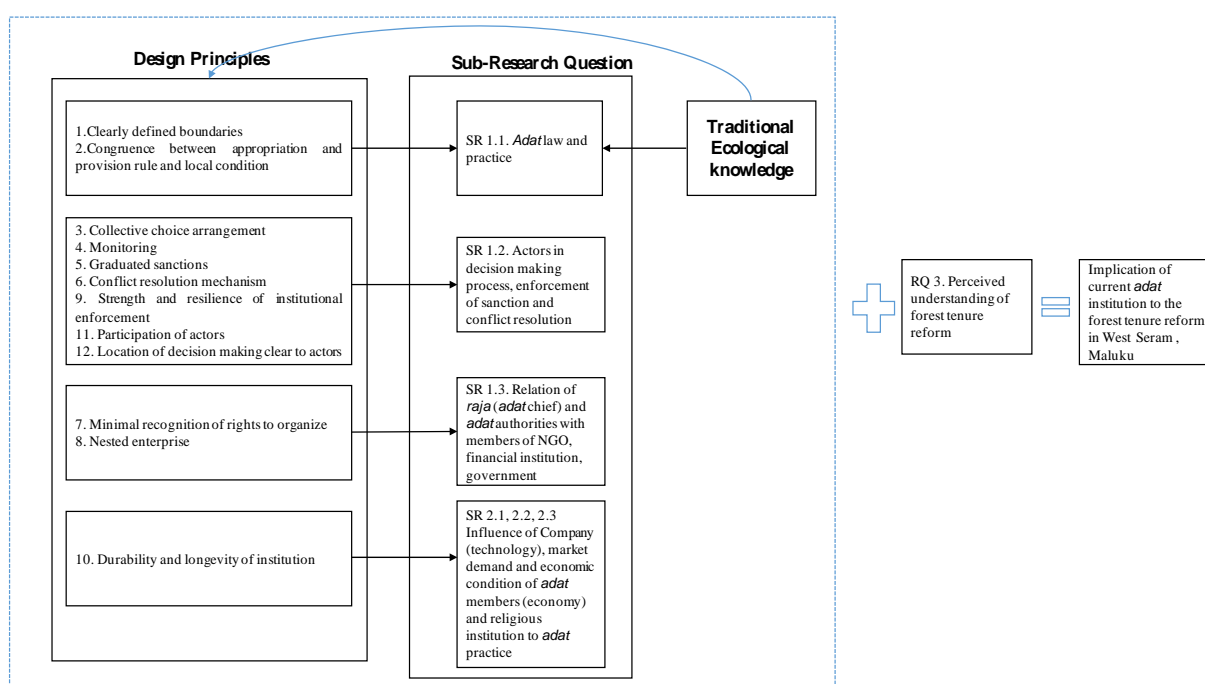 Design Principles
1.Clearly defined boundaries
2.Congruence between appropriation and
provision rule and local condition
3. Collective choice arrangement
4. Monitoring
5. Graduated sanctions
6. Conflict resolution mechanism
9. Strength and resilience of institutional
enforcement
11. Participation of actors
12. Location of decision making clear to actors
7. Minimal recognition of rights to organize
8. Nested enterprise
10. Durability and longevity of institution
Sub-Research Question
SR 1.1. Adat law and
practice
SR 1.2. Actors in
decision making
process, enforcement
of sanction and
conflict resolution
SR 1.3. Relation of
raja (adat chief) and
adat authorities with
members of NGO,
financial institution,
government
SR 2.1, 2.2, 2.3
Influence of Company
(technology), market
demand and economic
condition of adat
members (economy)
and religious
institution to adat
practice
Traditional
Ecological
knowledge
RQ 3. Perceived
understanding of
forest tenure
reform
Implication of
current adat
institution to the
forest tenure reform
in West Seram ,
Maluku